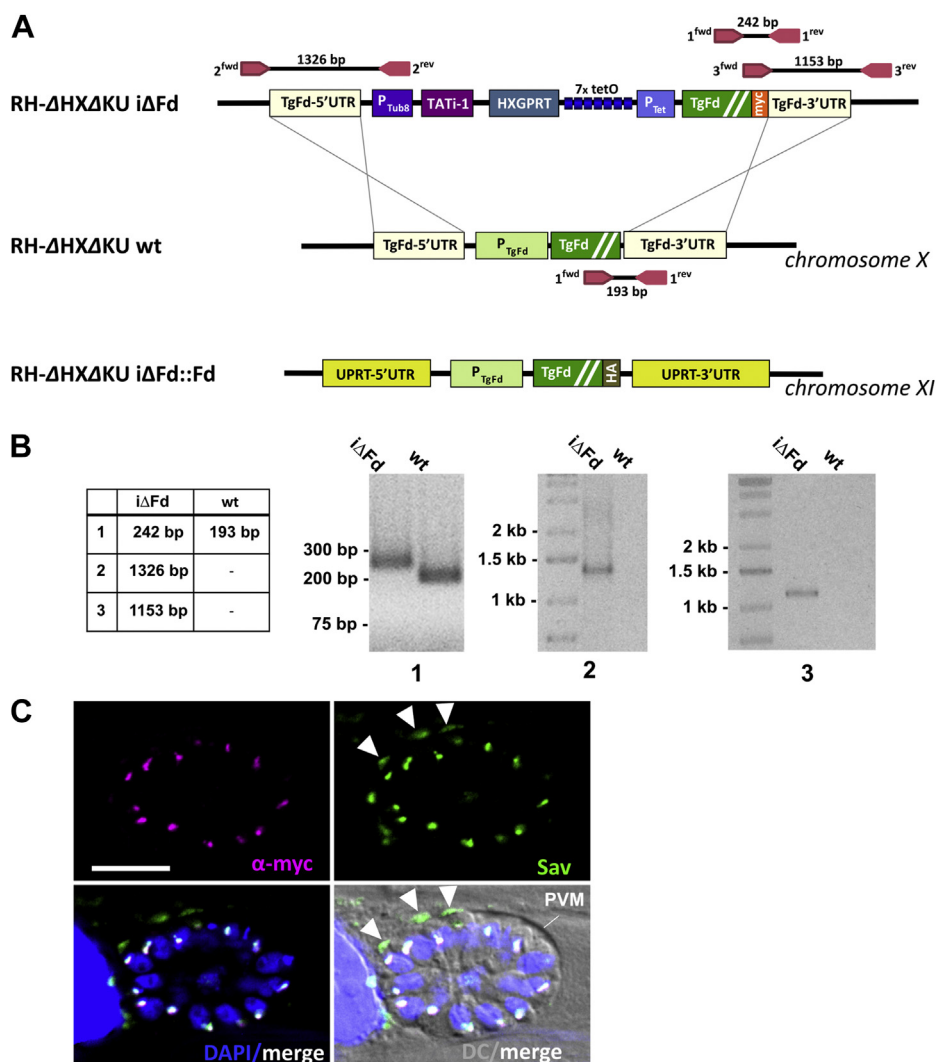 A
1fwd 242 bp 1rev
2fwd 1326 bp 2rev
3fwd 1153 bp 3rev
RH-ΔHXΔKU iΔFd
TgFd-5'UTR PTub8 TATi-1 HXGPRT 7x tetO PTet TgFd myc TgFd-3'UTR
RH-ΔHXΔKU wt
TgFd-5'UTR PTgFd TgFd TgFd-3'UTR
chromosome X
1fwd 193 bp 1rev
RH-ΔHXΔKU iΔFd::Fd
UPRT-5'UTR PTgFd TgFd HA UPRT-3'UTR
chromosome XI
B
iΔFd wt
1 242 bp 193 bp
2 1326 bp -
3 1153 bp -
iΔFd wt
300 bp -
200 bp -
75 bp -
1
iΔFd wt
2 kb -
1.5 kb -
1 kb -
2
iΔFd wt
2 kb -
1.5 kb -
1 kb -
3
C
α-myc
Sav
DAPI/merge
PVM
DC/merge